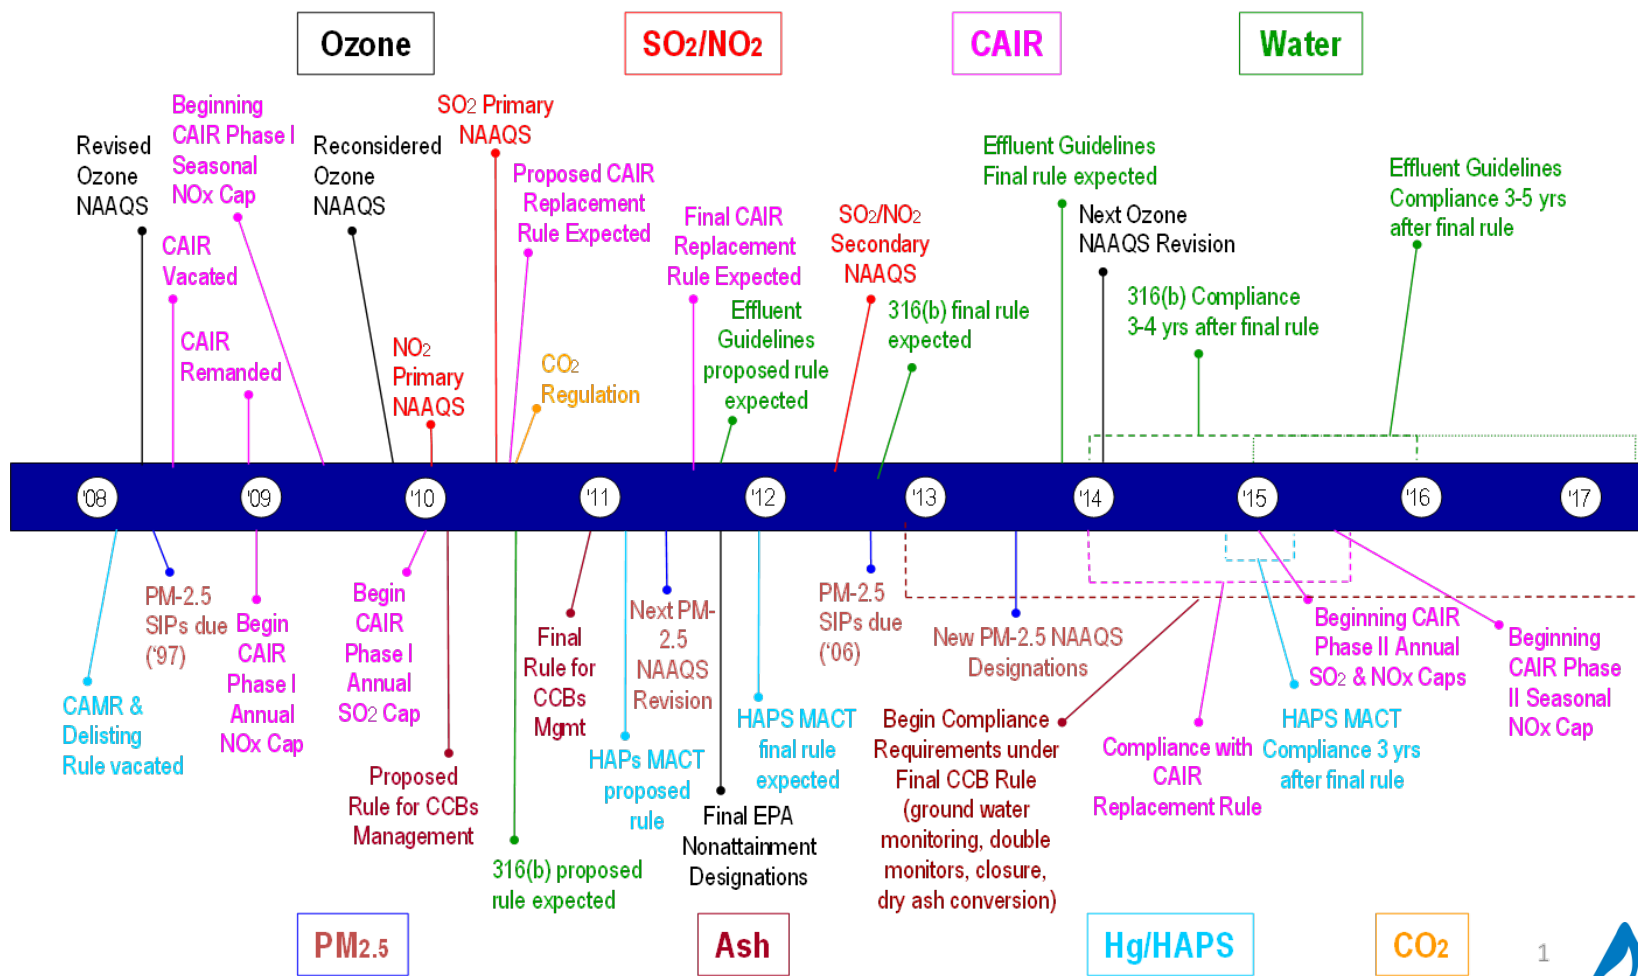 Ozone
SO2/NO2
CAIR
Water
Revised
Ozone
NAAQS
Beginning
CAIR Phase I
Seasonal
NOx Cap
CAIR
Vacated
CAIR
Remanded
Reconsidered
Ozone
NAAQS
NO2
Primary
NAAQS
SO2 Primary
NAAQS
Proposed CAIR
Replacement
Rule Expected
CO2
Regulation
Final CAIR
Replacement
Rule Expected
Effluent
Guidelines
proposed rule
expected
SO2/NO2
Secondary
NAAQS
316(b) final rule
expected
Effluent Guidelines
Final rule expected
Next Ozone
NAAQS Revision
316(b) Compliance
3-4 yrs after final rule
Effluent Guidelines
Compliance 3-5 yrs
after final rule
'08
'09
'10
'11
'12
'13
'14
'15
'16
'17
CAMR &
Delisting
Rule vacated
PM-2.5
SIPs due
('97)
Begin
CAIR
Phase I
Annual
NOx Cap
Begin
CAIR
Phase I
Annual
SO2 Cap
Proposed
Rule for CCBs
Management
316(b) proposed
rule expected
Final
Rule for
CCBs
Mgmt
HAPs MACT
proposed
rule
Next PM-
2.5
NAAQS
Revision
Final EPA
Nonattainment
Designations
HAPS MACT
final rule
expected
PM-2.5
SIPs due
('06)
New PM-2.5 NAAQS
Designations
Begin Compliance
Requirements under
Final CCB Rule
(ground water
monitoring, double
monitors, closure,
dry ash conversion)
Compliance with
CAIR
Replacement Rule
Beginning CAIR
Phase II Annual
SO2 & NOx Caps
HAPS MACT
Compliance 3 yrs
after final rule
Beginning
CAIR Phase
II Seasonal
NOx Cap
PM2.5
Ash
Hg/HAPS
CO2
1